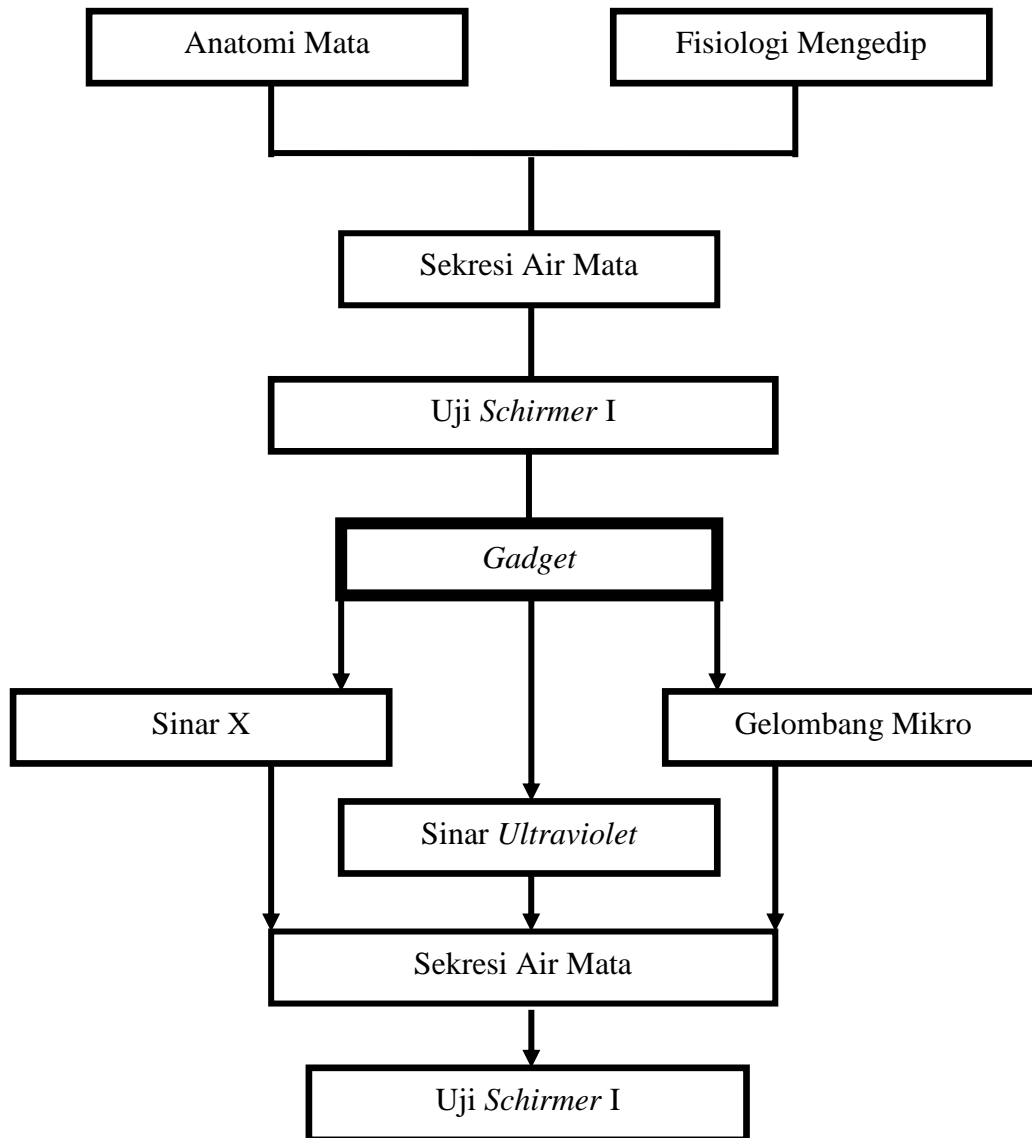 Anatomi Mata
Fisiologi Mengedip
Sekresi Air Mata
Uji Schirmer I
Gadget
Sinar X
Gelombang Mikro
Sinar Ultraviolet
Sekresi Air Mata
Uji Schirmer I